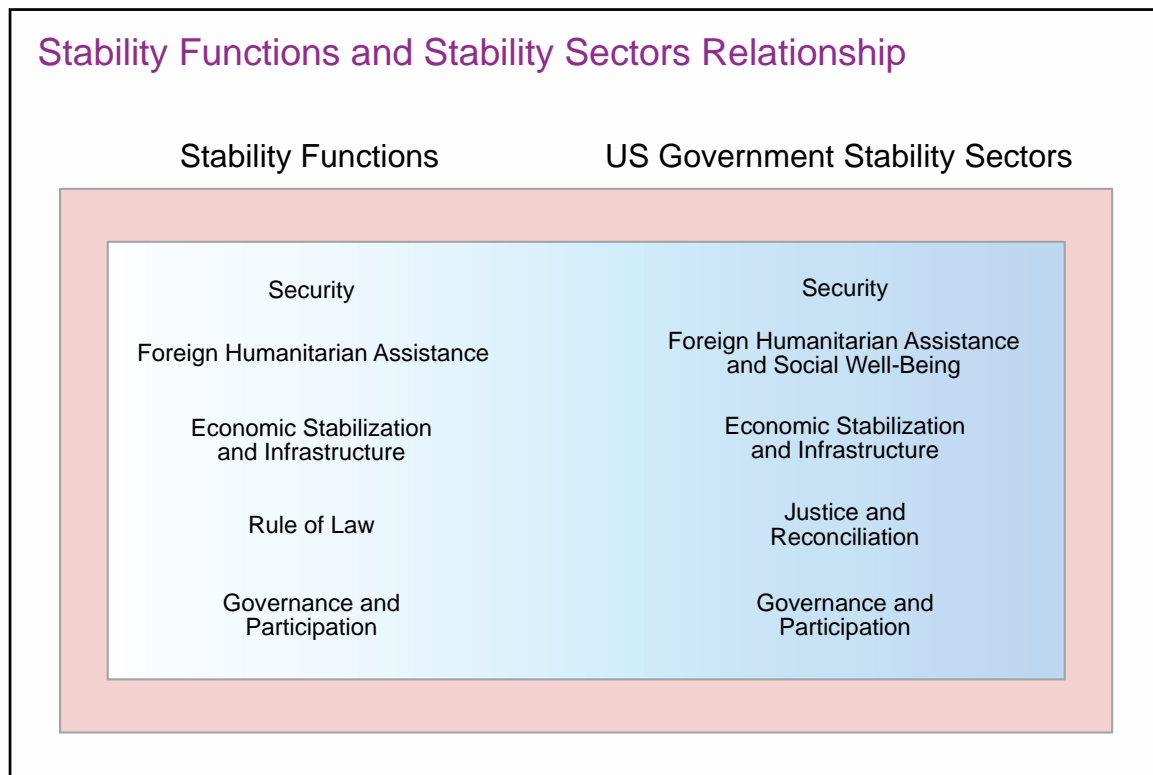 Stability Functions and Stability Sectors Relationship
Stability Functions
US Government Stability Sectors
Security
Security
Foreign Humanitarian Assistance
Foreign Humanitarian Assistance
and Social Well-Being
Economic Stabilization
and Infrastructure
Economic Stabilization
and Infrastructure
Rule of Law
Justice and
Reconciliation
Governance and
Participation
Governance and
Participation